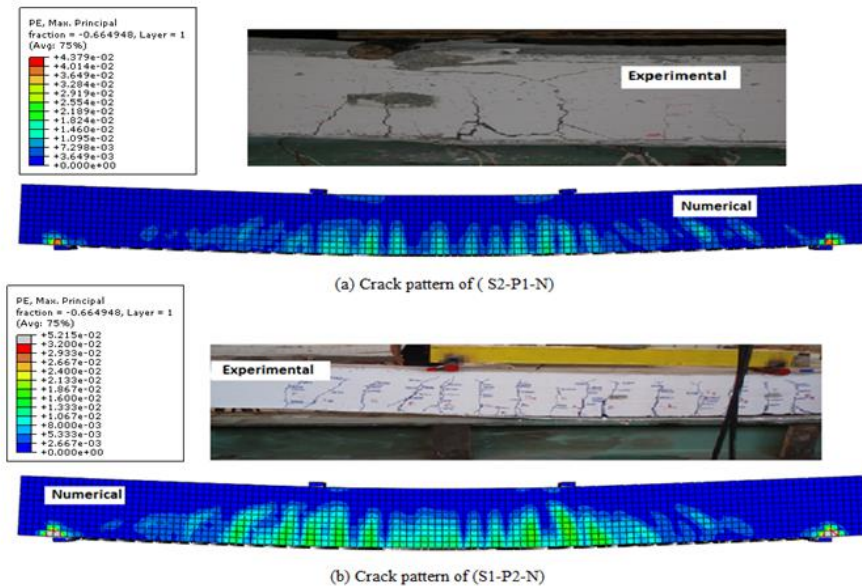 PE, Max. Principal
fraction = -0.664948, Layer = 1
(Avg: 75%)
+4.379e-02
+4.014e-02
+3.649e-02
+3.284e-02
+2.919e-02
+2.554e-02
+2.189e-02
+1.824e-02
+1.460e-02
+1.095e-02
+7.298e-03
+3.649e-03
+0.000e+00
Experimental
Numerical
(a) Crack pattern of ( S2-P1-N)
PE, Max. Principal
fraction = -0.664948, Layer = 1
(Avg: 75%)
+5.215e-02
+3.200e-02
+2.933e-02
+2.667e-02
+2.400e-02
+2.133e-02
+1.867e-02
+1.600e-02
+1.333e-02
+1.067e-02
+8.000e-03
+5.333e-03
+2.667e-03
+0.000e+00
Experimental
Numerical
(b) Crack pattern of (S1-P2-N)